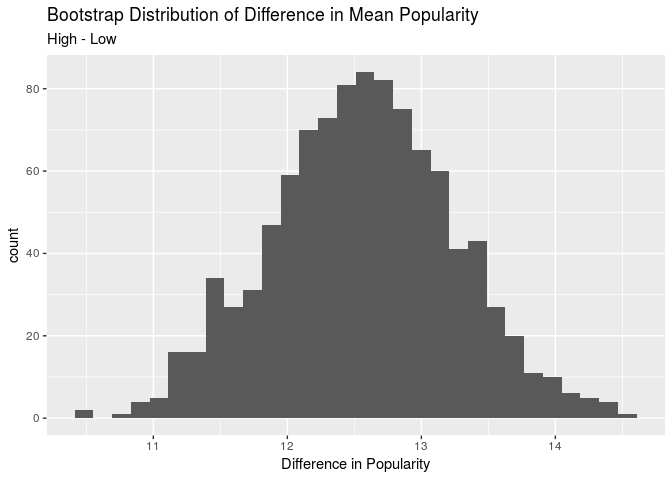 Bootstrap Distribution of Difference in Mean Popularity
High - Low
80
60
40
20
0
count
11 12 13 14
Difference in Popularity